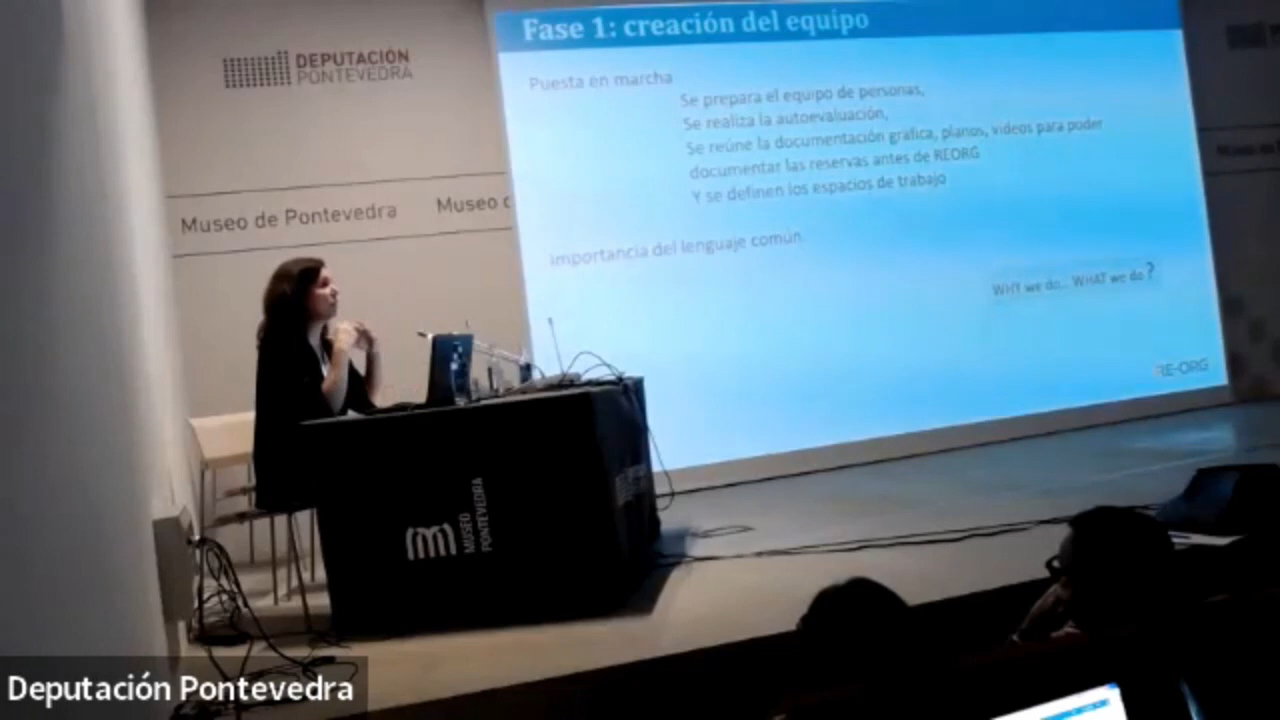 DEPUTACIÓN
PONTEVEDRA
Museo de Pontevedra
Museo
Fase 1: creación del equipo
Puesta en marcha
Se prepara el equipo de personas,
Se realiza la autoevaluación,
Se reúne la documentación grafica, planos, videos para poder
documentar las reservas antes de REORG
Y se definen los espacios de trabajo
Importancia del lenguaje común.
WHY we do... WHAT we do?
RE-ORG
MUSEO
PONTEVEDRA
Deputación Pontevedra